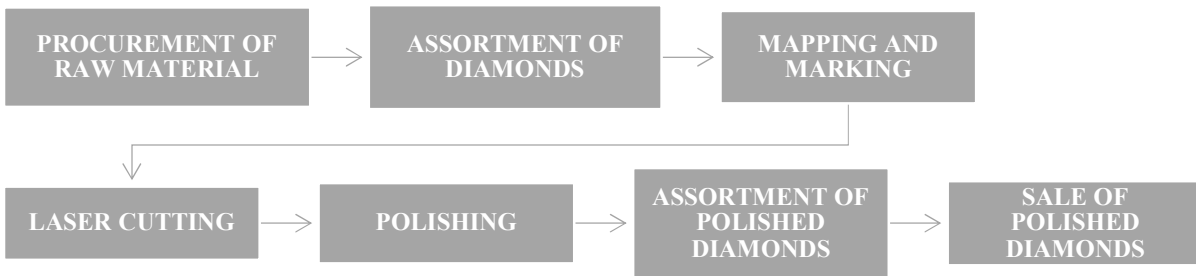 PROCUREMENT OF
RAW MATERIAL
ASSORTMENT OF
DIAMONDS
MAPPING AND
MARKING
LASER CUTTING
POLISHING
ASSORTMENT OF
POLISHED
DIAMONDS
SALE OF
POLISHED
DIAMONDS